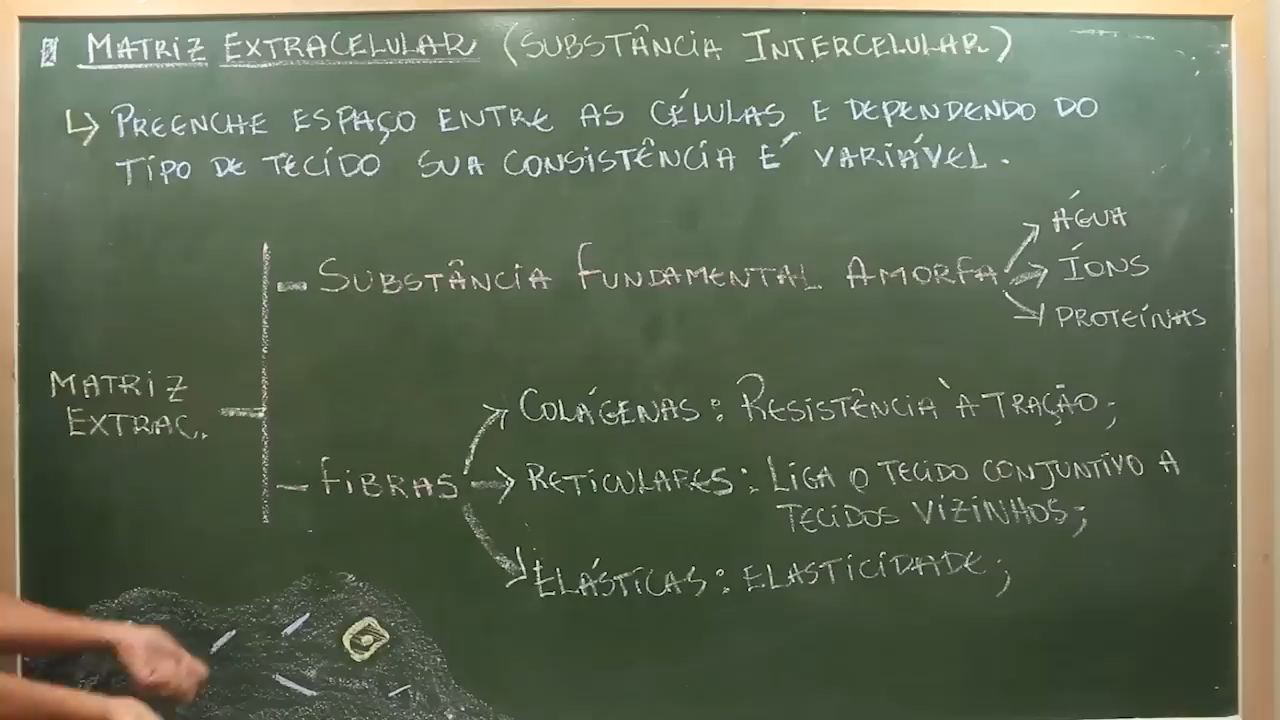 MATRIZ EXTRACELULAR (SUBSTÂNCIA INTERCELULAR)
PREENCHE ESPAÇO ENTRE AS CÉLULAS E DEPENDENDO DO
TIPO DE TECIDO SUA CONSISTÊNCIA É VARIÁVEL.
ÁGUA
SUBSTÂNCIA FUNDAMENTAL AMORFA
ÍONS
PROTEÍNAS
MATRIZ
EXTRAC.
COLÁGENAS: RESISTÊNCIA À TRAÇÃO;
FIBRAS
RETICULARES: LIGA O TECIDO CONJUNTIVO A
TECIDOS VIZINHOS;
ELÁSTICAS: ELASTICIDADE;